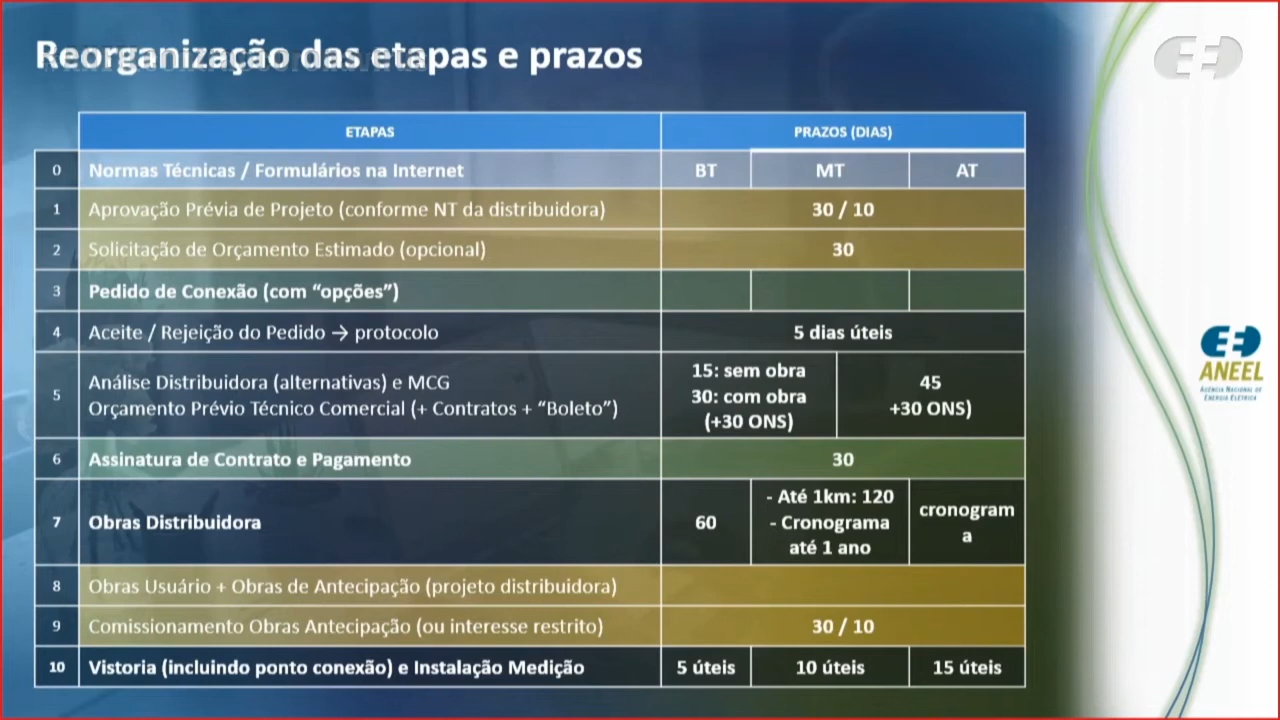 Reorganização das etapas e prazos
ETAPAS PRAZOS (DIAS)
0 Normas Técnicas / Formulários na Internet BT MT AT
1 Aprovação Prévia de Projeto (conforme NT da distribuidora) 30 / 10
2 Solicitação de Orçamento Estimado (opcional) 30
3 Pedido de Conexão (com “opções”)
4 Aceite / Rejeição do Pedido → protocolo 5 dias úteis
5 Análise Distribuidora (alternativas) e MCG
Orçamento Prévio Técnico Comercial (+ Contratos + “Boleto”)
15: sem obra
30: com obra
(+30 ONS)
45
+30 ONS)
6 Assinatura de Contrato e Pagamento 30
7 Obras Distribuidora 60
- Até 1km: 120
- Cronograma
até 1 ano
cronogram
a
8 Obras Usuário + Obras de Antecipação (projeto distribuidora)
9 Comissionamento Obras Antecipação (ou interesse restrito) 30 / 10
10 Vistoria (incluindo ponto conexão) e Instalação Medição 5 úteis 10 úteis 15 úteis
ANEEL
AGÊNCIA NACIONAL DE
ENERGIA ELÉTRICA